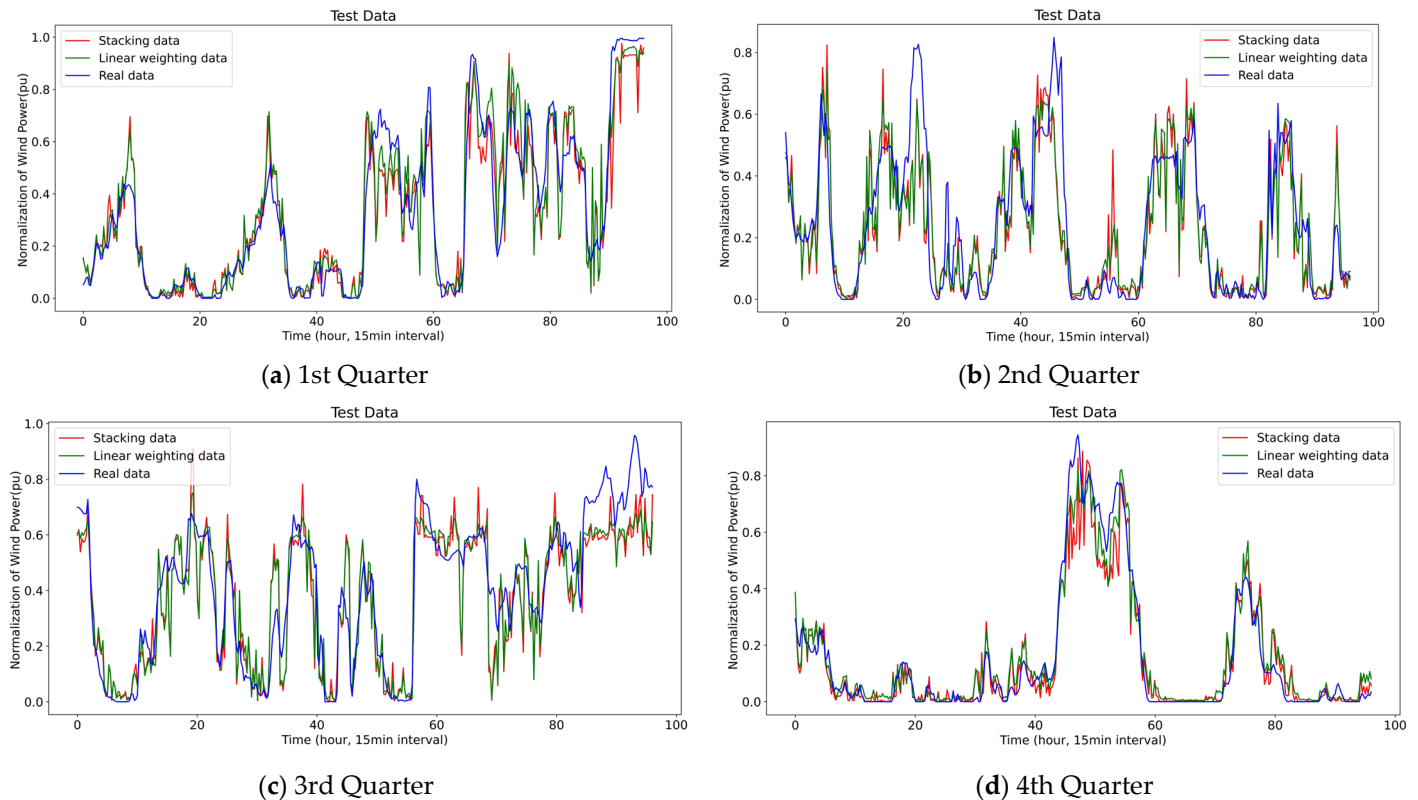 Test Data
Normalization of Wind Power(pu)
1.0
0.8
0.6
0.4
0.2
0.0
Stacking data
Linear weighting data
Real data
0 20 40 60 80 100
Time (hour, 15min interval)
(a) 1st Quarter
Test Data
Normalization of Wind Power(pu)
0.8
0.6
0.4
0.2
0.0
Stacking data
Linear weighting data
Real data
0 20 40 60 80 100
Time (hour, 15min interval)
(b) 2nd Quarter
Test Data
Normalization of Wind Power(pu)
1.0
0.8
0.6
0.4
0.2
0.0
Stacking data
Linear weighting data
Real data
0 20 40 60 80 100
Time (hour, 15min interval)
(c) 3rd Quarter
Test Data
Normalization of Wind Power(pu)
0.8
0.6
0.4
0.2
0.0
Stacking data
Linear weighting data
Real data
0 20 40 60 80 100
Time (hour, 15min interval)
(d) 4th Quarter